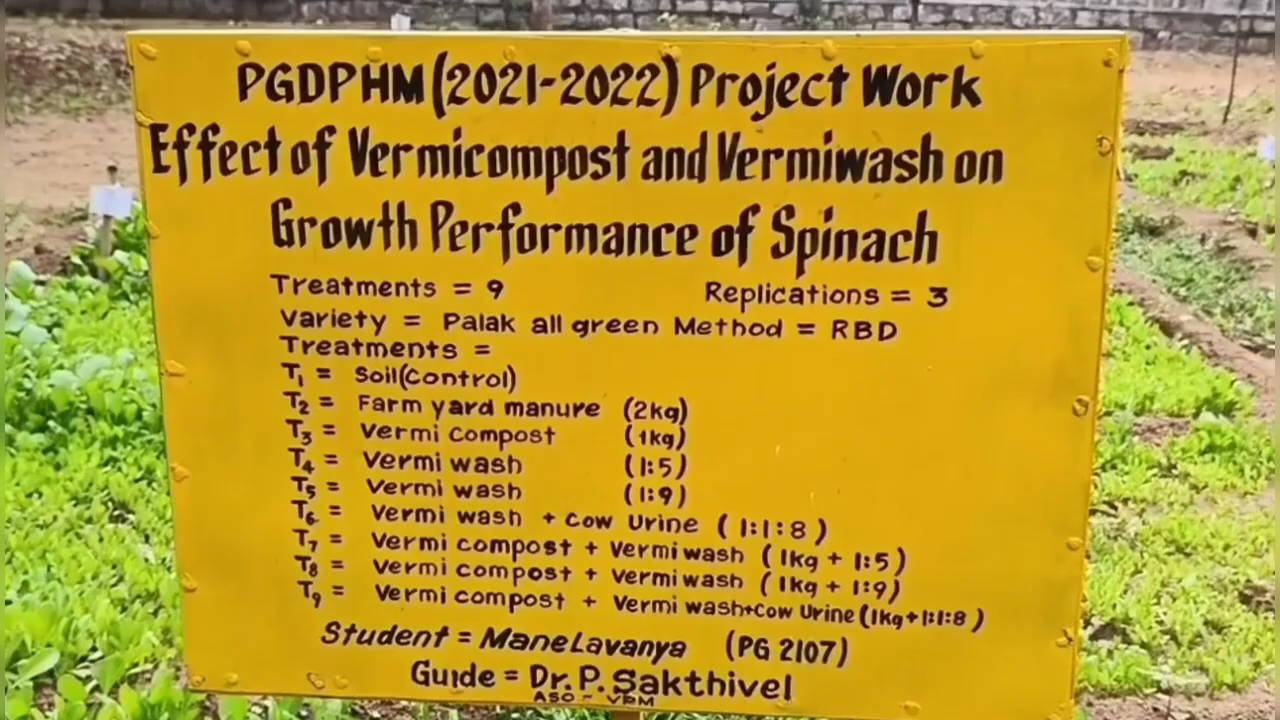 PGDPHM (2021-2022) Project Work
Effect of Vermicompost and Vermiwash on
Growth Performance of Spinach
Treatments = 9 Replications = 3
Variety = Palak all green Method = RBD
Treatments =
T1 = Soil(Control)
T2 = Farm yard manure (2kg)
T3 = Vermi Compost (1kg)
T4 = Vermi wash (1:5)
T5 = Vermi wash (1:9)
T6 = Vermi wash + Cow Urine (1:1:8)
T7 = Vermi compost + Vermi wash (1kg + 1:5)
T8 = Vermi compost + Vermi wash (1kg + 1:9)
T9 = Vermi compost + Vermi wash+Cow Urine (1kg+1:1:8)
Student = Mane Lavanya (PG 2107)
Guide = Dr. P. Sakthivel
ASO - VPM